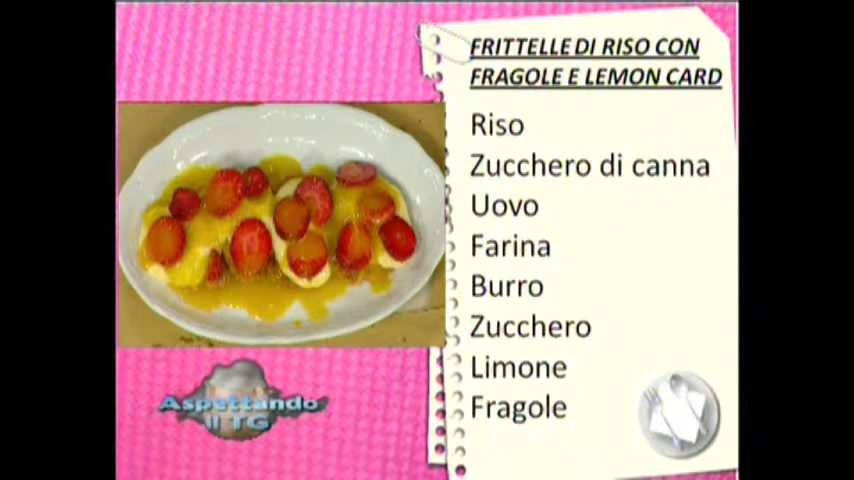 FRITTELLE DI RISO CON
FRAGOLE E LEMON CARD
Riso
Zucchero di canna
Uovo
Farina
Burro
Zucchero
Limone
Fragole
Aspettando
il TG